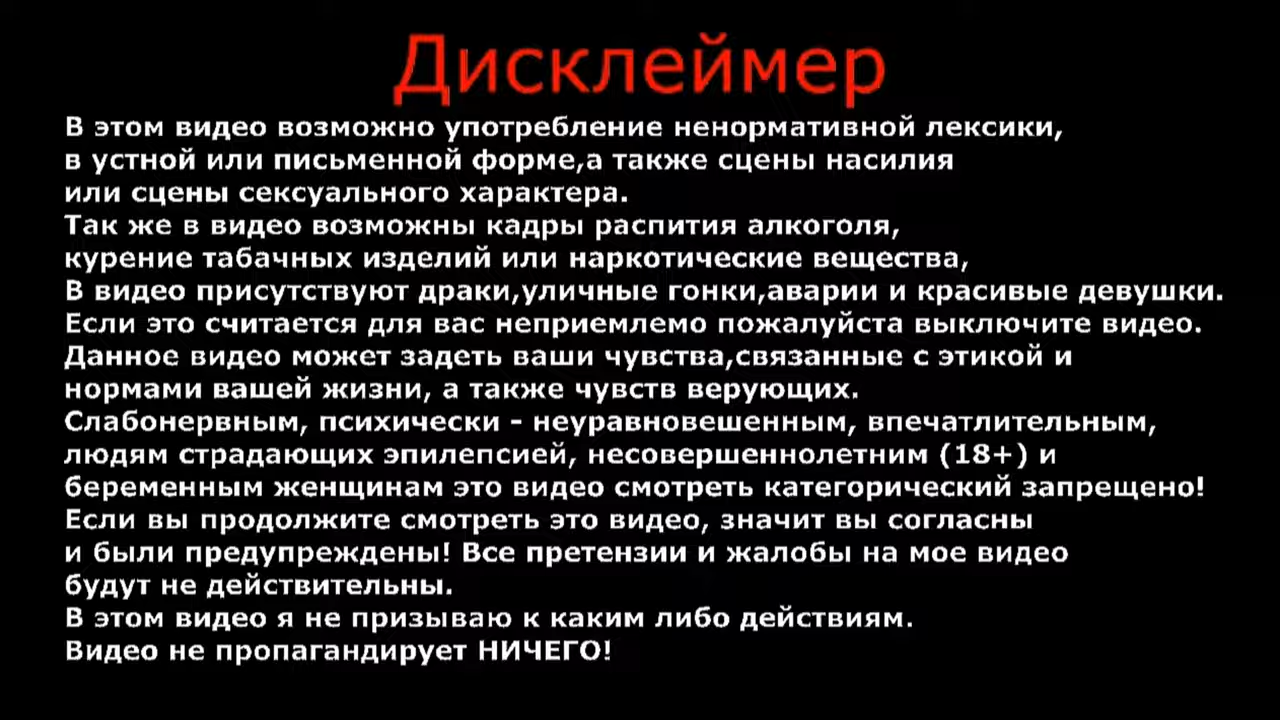 Дисклеймер
В этом видео возможно употребление ненормативной лексики,
в устной или письменной форме,а также сцены насилия
или сцены сексуального характера.
Так же в видео возможны кадры распития алкоголя,
курение табачных изделий или наркотические вещества,
В видео присутствуют драки,уличные гонки,аварии и красивые девушки.
Если это считается для вас неприемлемо пожалуйста выключите видео.
Данное видео может задеть ваши чувства,связанные с этикой и
нормами вашей жизни, а также чувств верующих.
Слабонервным, психически - неуравновешенным, впечатлительным,
людям страдающих эпилепсией, несовершеннолетним (18+) и
беременным женщинам это видео смотреть категорический запрещено!
Если вы продолжите смотреть это видео, значит вы согласны
и были предупреждены! Все претензии и жалобы на мое видео
будут не действительны.
В этом видео я не призываю к каким либо действиям.
Видео не пропагандирует НИЧЕГО!